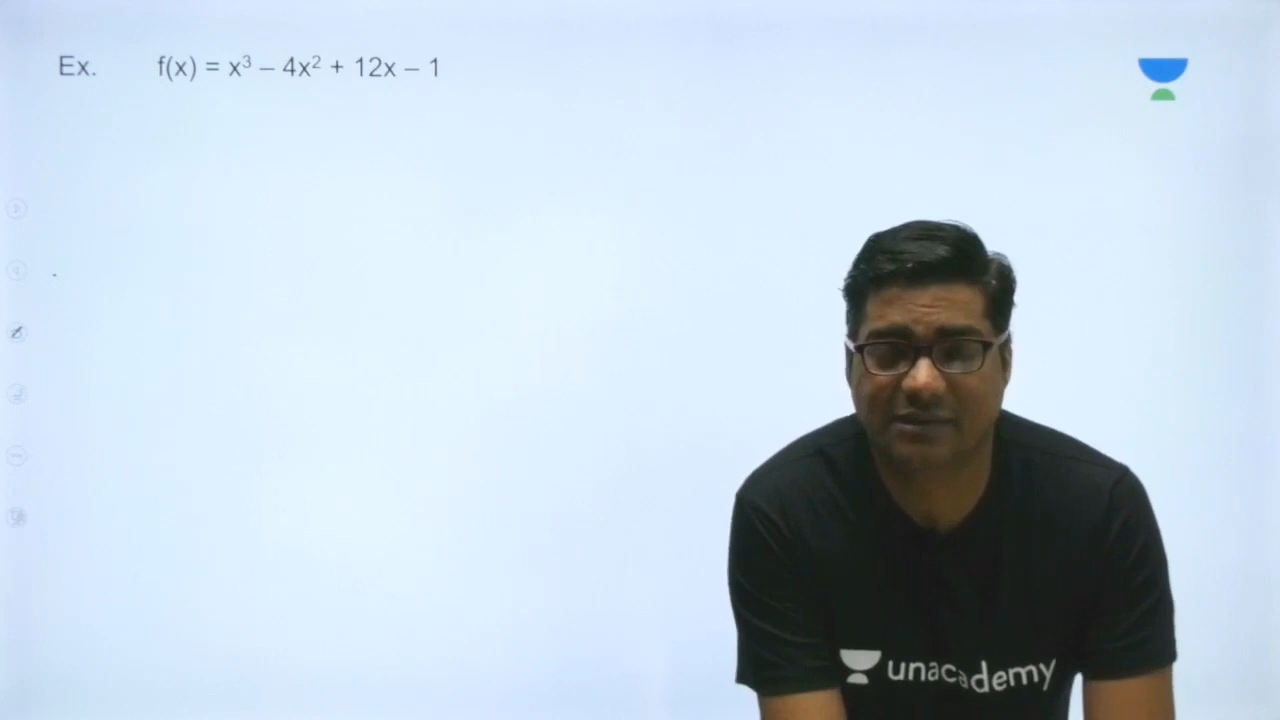 Ex. f(x) = x³ – 4x² + 12x – 1
unacademy